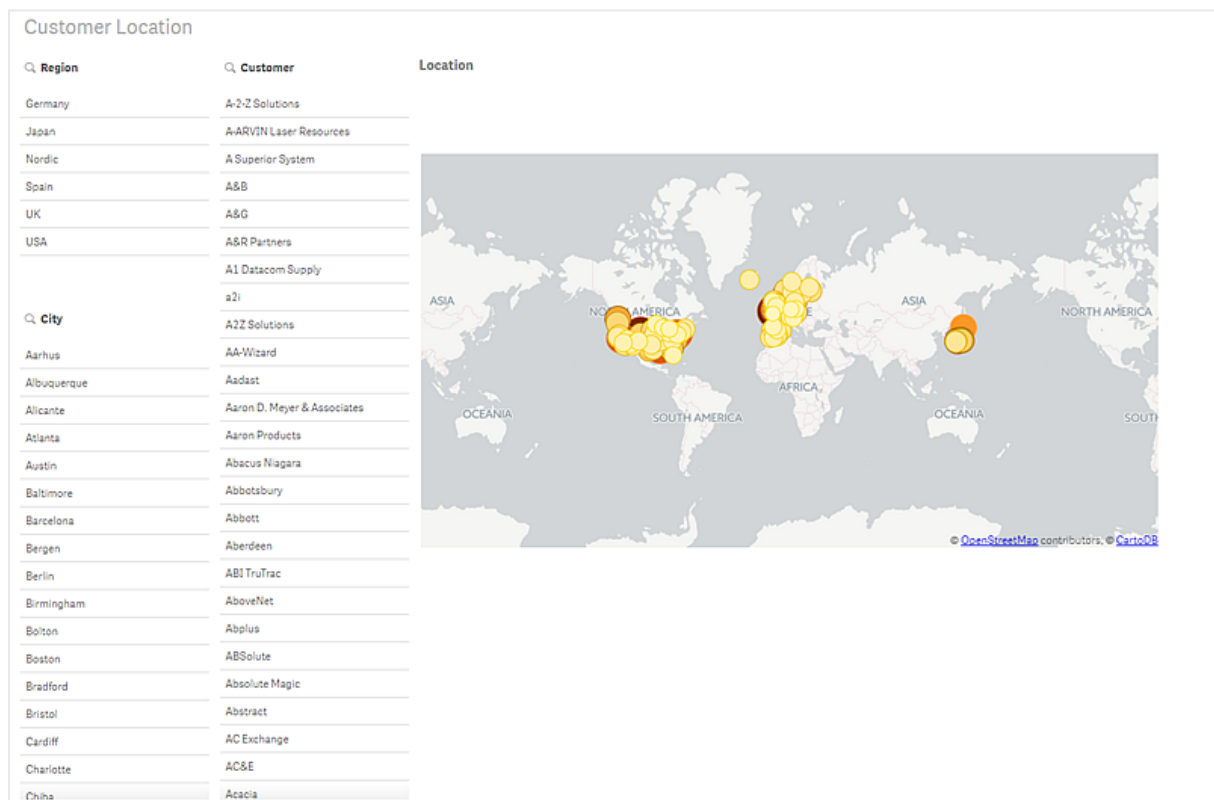 Customer Location
Region
Germany
Japan
Nordic
Spain
UK
USA
City
Aarhus
Albuquerque
Alicante
Atlanta
Austin
Baltimore
Barcelona
Bergen
Berlin
Birmingham
Bolton
Boston
Bradford
Bristol
Cardiff
Charlotte
Chiba
Customer
A-2-Z Solutions
A-ARVIN Laser Resources
A Superior System
A&B
A&G
A&R Partners
A1 Datacom Supply
a2i
A2Z Solutions
AA-Wizard
Aadast
Aaron D. Meyer & Associates
Aaron Products
Abacus Niagara
Abbotsbury
Abbott
Aberdeen
ABI TruTrac
AboveNet
Abplus
ABSolute
Absolute Magic
Abstract
AC Exchange
AC&E
Acacia
Location
ASIA
AMERICA
ASIA
NORTH AMERICA
AFRICA
OCEANIA
SOUTH AMERICA
OCEANIA
SOUTH
© OpenStreetMap contributors, © CartoDB